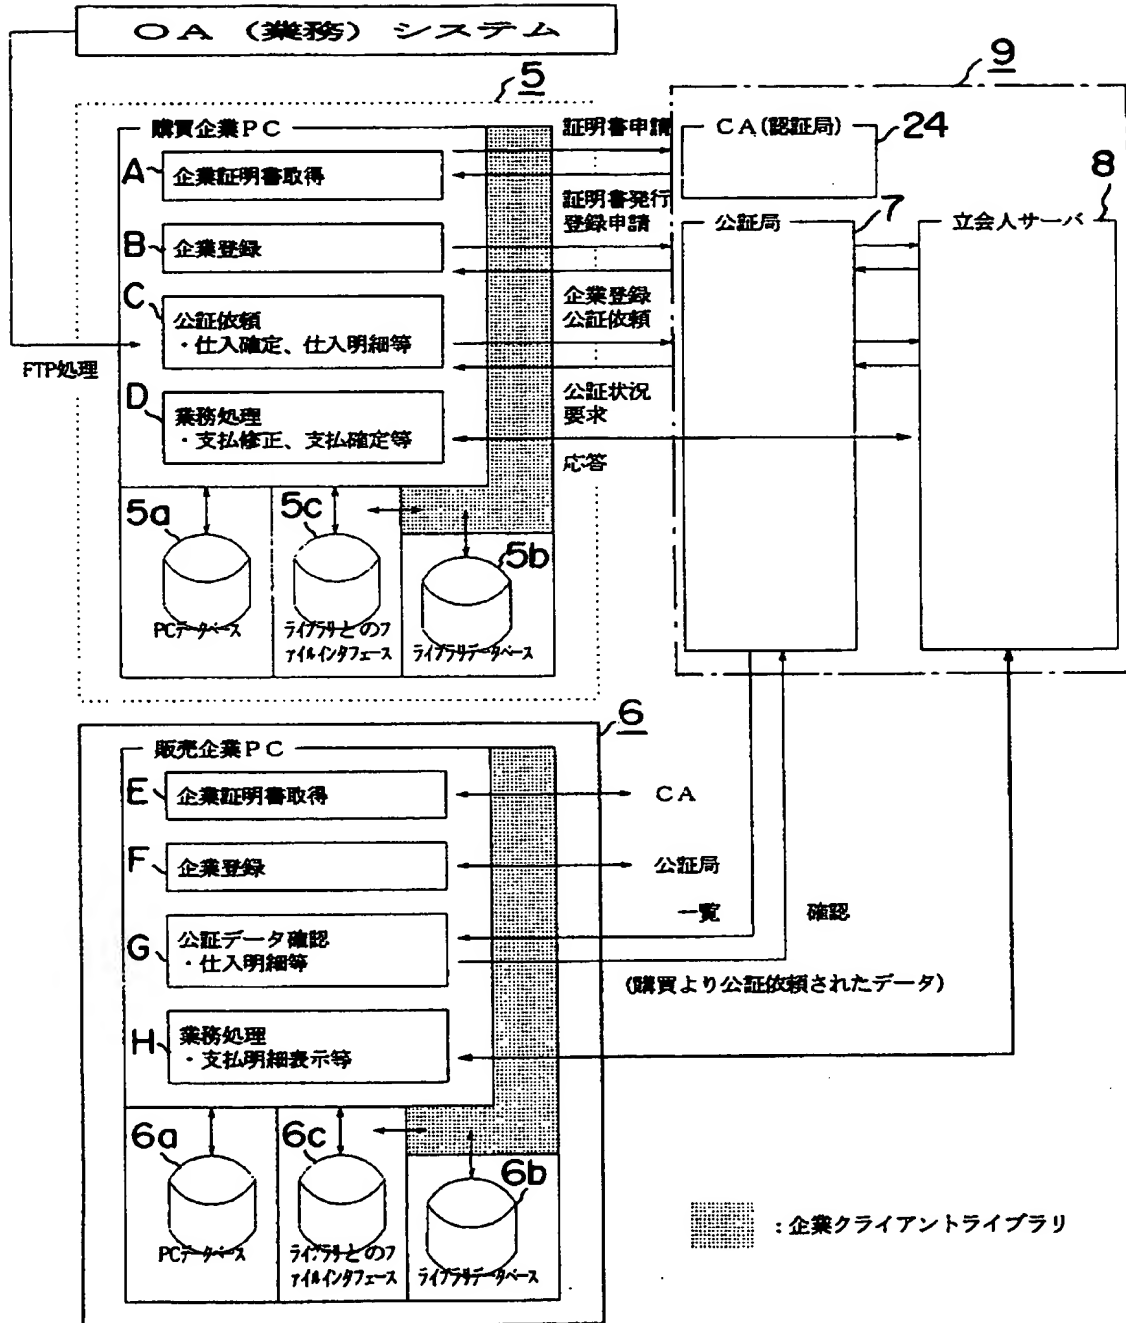 OA（業務）システム
5
9
購買企業PC
証明書申請
CA(認証局)
24
A
企業証明書取得
8
証明書発行
登録申請
7
公証局
立会人サーバ
B
企業登録
C
企業登録
公証依頼
公証依頼
・仕入確定、仕入明細等
FTP処理
D
公証状況
要求
業務処理
・支払修正、支払確定等
応答
5a
5c
5b
PCデータベース
ライブラリとのフ
ァイルインタフェース
ライブラリデータベース
6
販売企業PC
E
企業証明書取得
CA
F
企業登録
公証局
一覧
確認
G
公証データ確認
・仕入明細等
(購買より公証依頼されたデータ)
H
業務処理
・支払明細表示等
6a
6c
6b
PCデータベース
ライブラリとのフ
ァイルインタフェース
ライブラリデータベース
：企業クライアントライブラリ